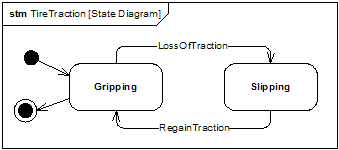 stm TireTraction [State Diagram]
LossOfTraction
Gripping
Slipping
RegainTraction